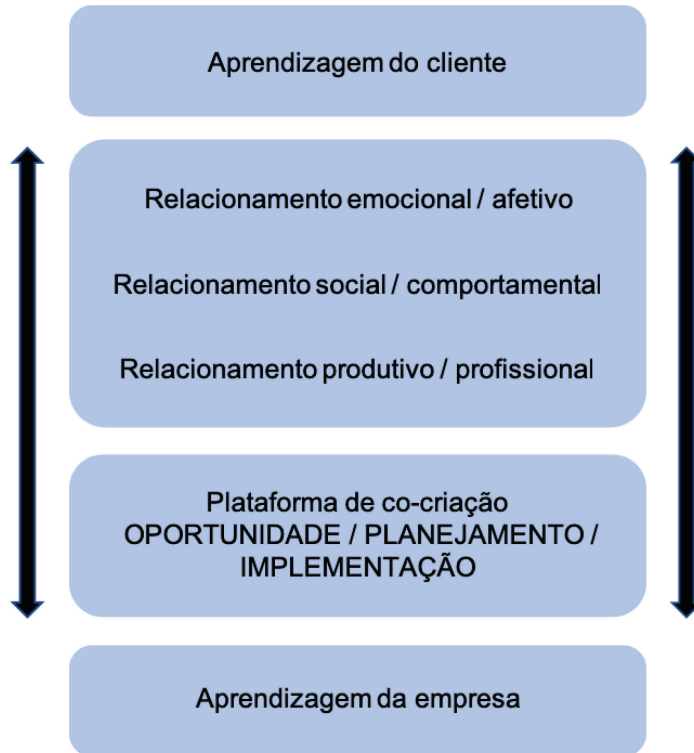 Aprendizagem do cliente
Relacionamento emocional / afetivo
Relacionamento social / comportamental
Relacionamento produtivo / profissional
Plataforma de co-criação
OPORTUNIDADE / PLANEJAMENTO /
IMPLEMENTAÇÃO
Aprendizagem da empresa